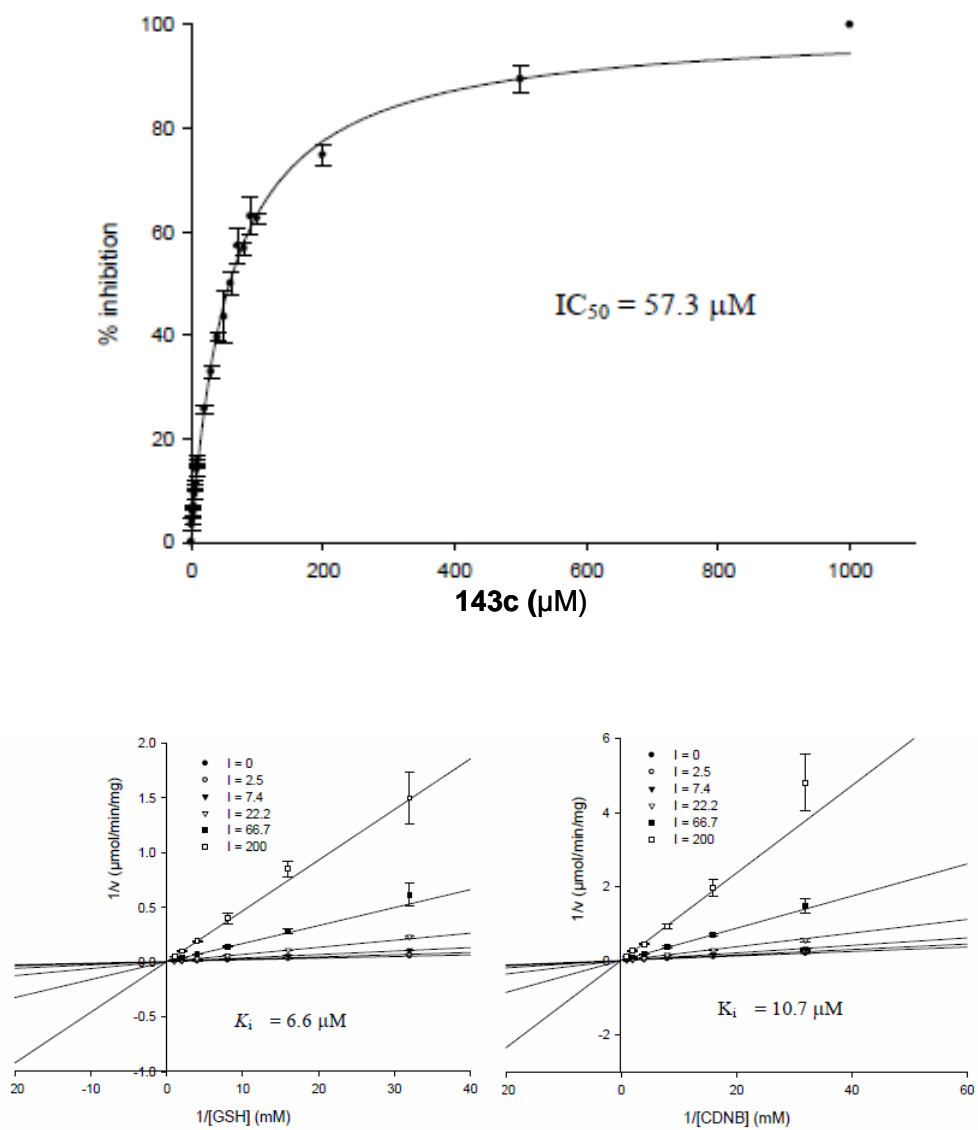 100
80
60
40
20
0
% inhibition
IC50 = 57.3 μM
0 200 400 600 800 1000
143c (μM)
2.0
1.5
1.0
0.5
0.0
-0.5
-1.0
1/v (μmol/min/mg)
I = 0
I = 2.5
I = 7.4
I = 22.2
I = 66.7
I = 200
Ki = 6.6 μM
20 -10 0 10 20 30 40
1/[GSH] (mM)
6
4
2
0
-2
1/v (μmol/min/mg)
I = 0
I = 2.5
I = 7.4
I = 22.2
I = 66.7
I = 200
Ki = 10.7 μM
20 0 20 40 60
1/[CDNB] (mM)